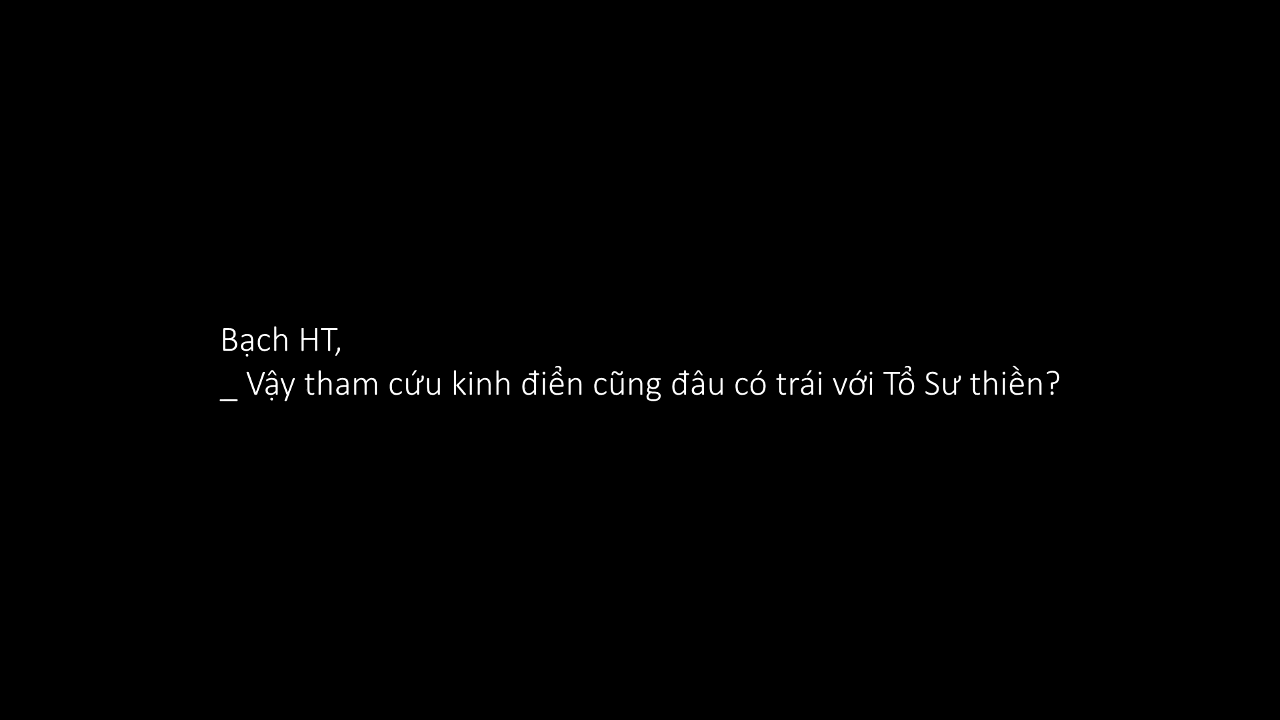 Bạch HT,
_ Vậy tham cứu kinh điển cũng đâu có trái với Tổ Sư thiền?